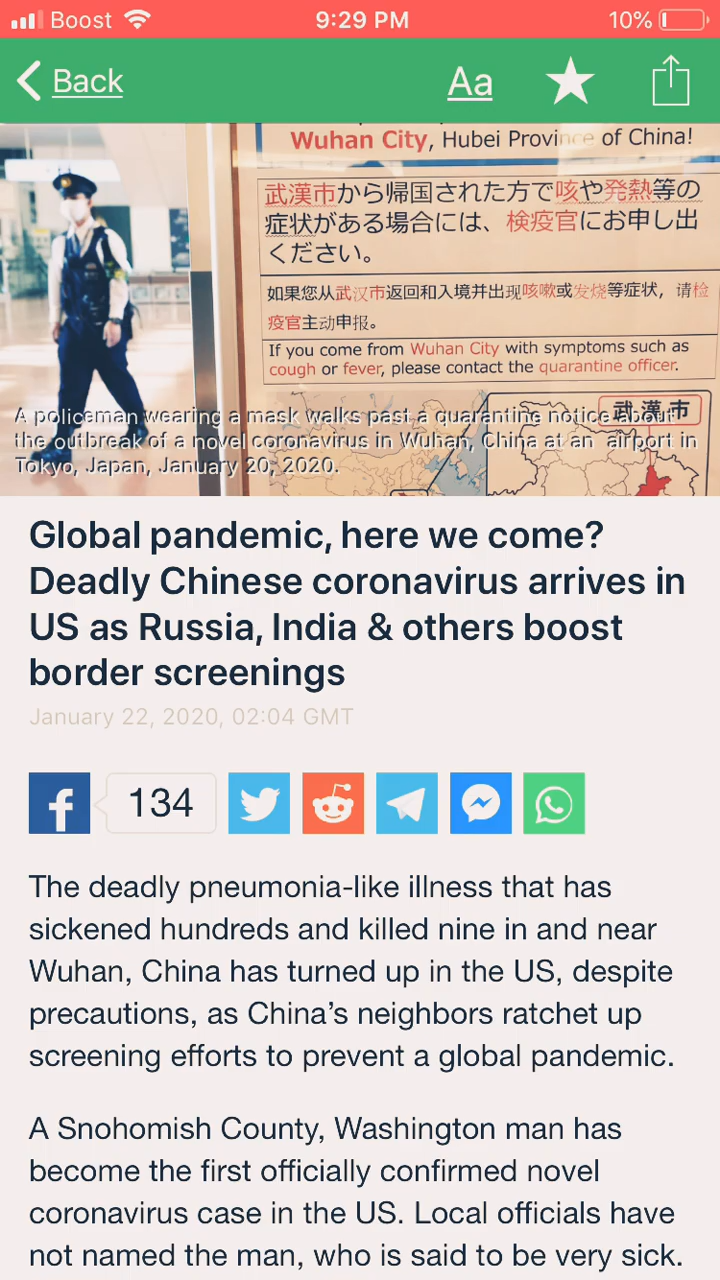 Boost 9:29 PM 10%
Back Aa
Wuhan City, Hubei Province of China!
武漢市から帰国された方で咳や発熱等の
症状がある場合には、検疫官にお申し出
ください。
如果您从武汉市返回和入境并出现咳嗽或发烧等症状，请检
疫官主动申报。
If you come from Wuhan City with symptoms such as
cough or fever, please contact the quarantine officer.
武漢市
A policeman wearing a mask walks past a quarantine notice about
the outbreak of a novel coronavirus in Wuhan, China at an airport in
Tokyo, Japan, January 20, 2020.
Global pandemic, here we come?
Deadly Chinese coronavirus arrives in
US as Russia, India & others boost
border screenings
January 22, 2020, 02:04 GMT
134
The deadly pneumonia-like illness that has
sickened hundreds and killed nine in and near
Wuhan, China has turned up in the US, despite
precautions, as China’s neighbors ratchet up
screening efforts to prevent a global pandemic.
A Snohomish County, Washington man has
become the first officially confirmed novel
coronavirus case in the US. Local officials have
not named the man, who is said to be very sick.